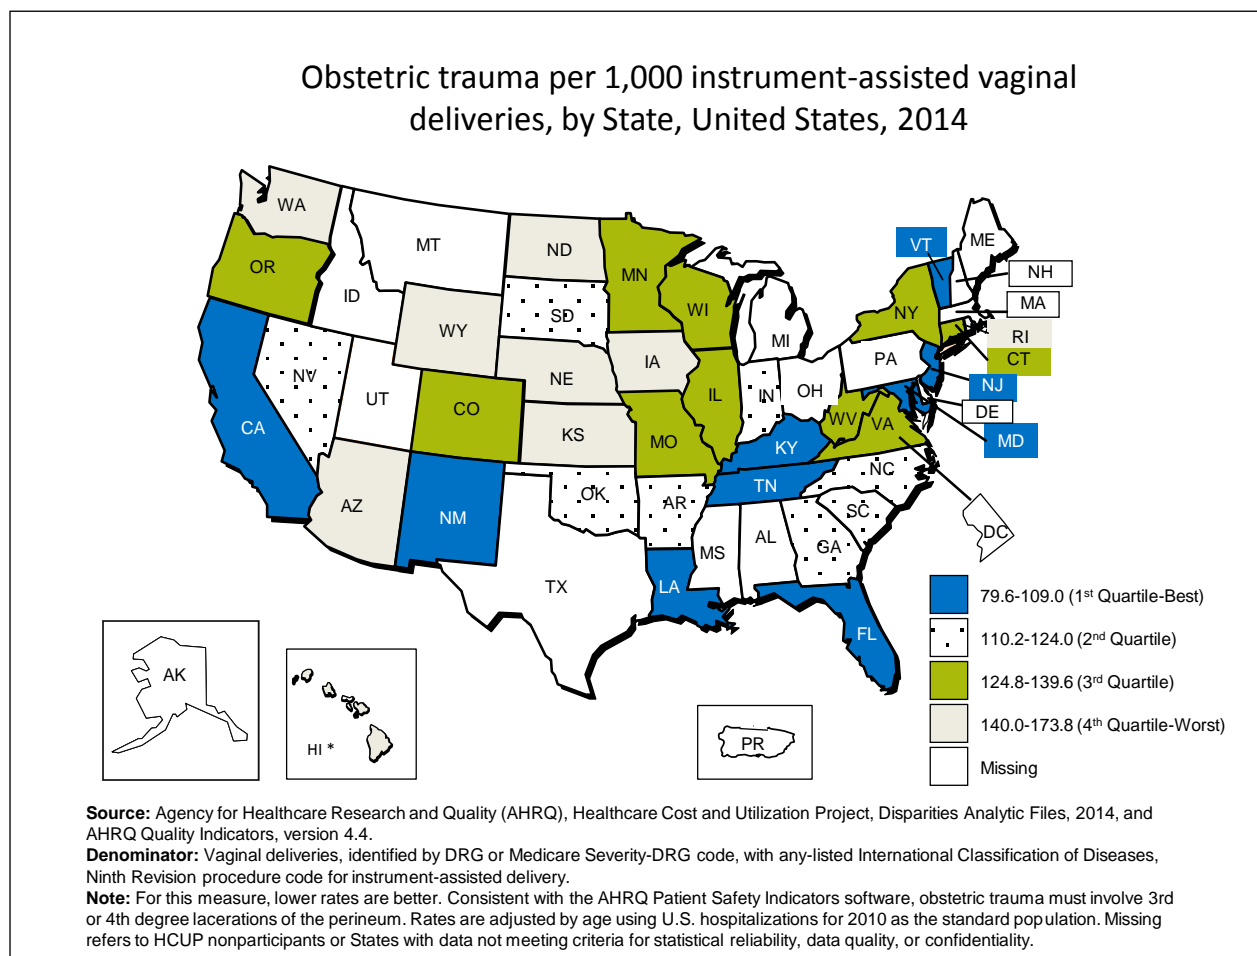 Obstetric trauma per 1,000 instrument-assisted vaginal
deliveries, by State, United States, 2014
WA
OR
MT
ID
ND
MN
SD
WY
WI
MI
NY
VT
ME
NH
MA
RI
CT
PA
NJ
DE
MD
NV
UT
CO
NE
IA
IL
IN
OH
CA
KS
MO
WV
VA
KY
AZ
NM
OK
AR
TN
NC
SC
MS
AL
GA
DC
TX
LA
FL
AK
HI *
PR
79.6-109.0 (1st Quartile-Best)
110.2-124.0 (2nd Quartile)
124.8-139.6 (3rd Quartile)
140.0-173.8 (4th Quartile-Worst)
Missing
Source: Agency for Healthcare Research and Quality (AHRQ), Healthcare Cost and Utilization Project, Disparities Analytic Files, 2014, and
AHRQ Quality Indicators, version 4.4.
Denominator: Vaginal deliveries, identified by DRG or Medicare Severity-DRG code, with any-listed International Classification of Diseases,
Ninth Revision procedure code for instrument-assisted delivery.
Note: For this measure, lower rates are better. Consistent with the AHRQ Patient Safety Indicators software, obstetric trauma must involve 3rd
or 4th degree lacerations of the perineum. Rates are adjusted by age using U.S. hospitalizations for 2010 as the standard population. Missing
refers to HCUP nonparticipants or States with data not meeting criteria for statistical reliability, data quality, or confidentiality.